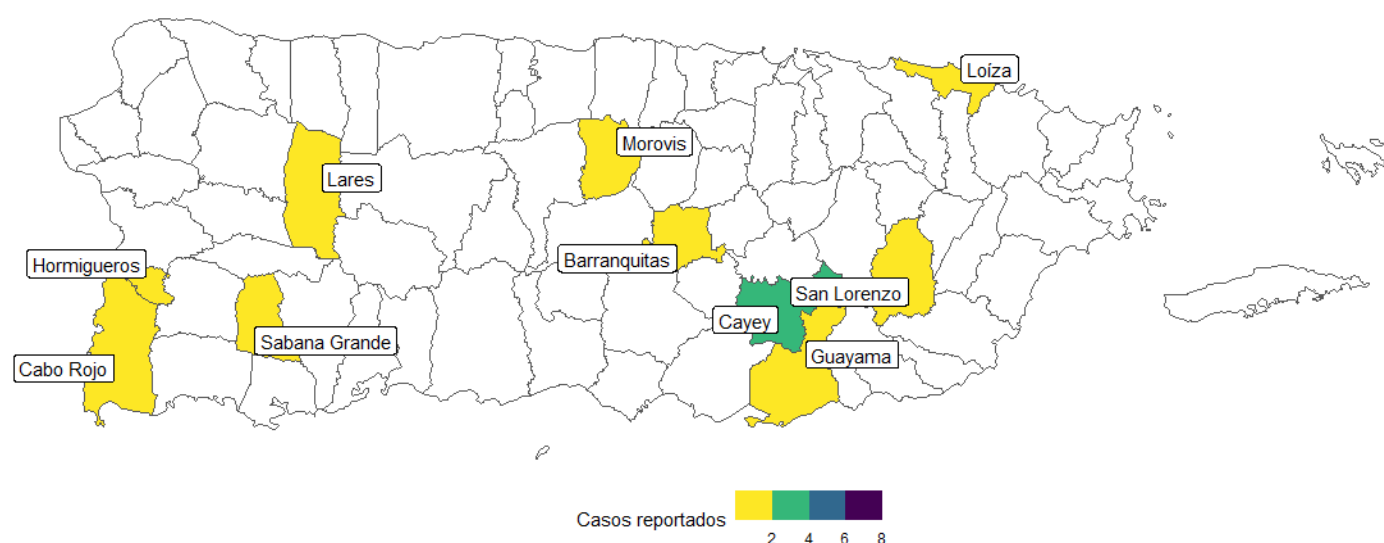 Loíza
Morovis
Lares
Barranquitas
Hormigueros
San Lorenzo
Cayey
Sabana Grande
Guayama
Cabo Rojo
Casos reportados
2 4 6 8